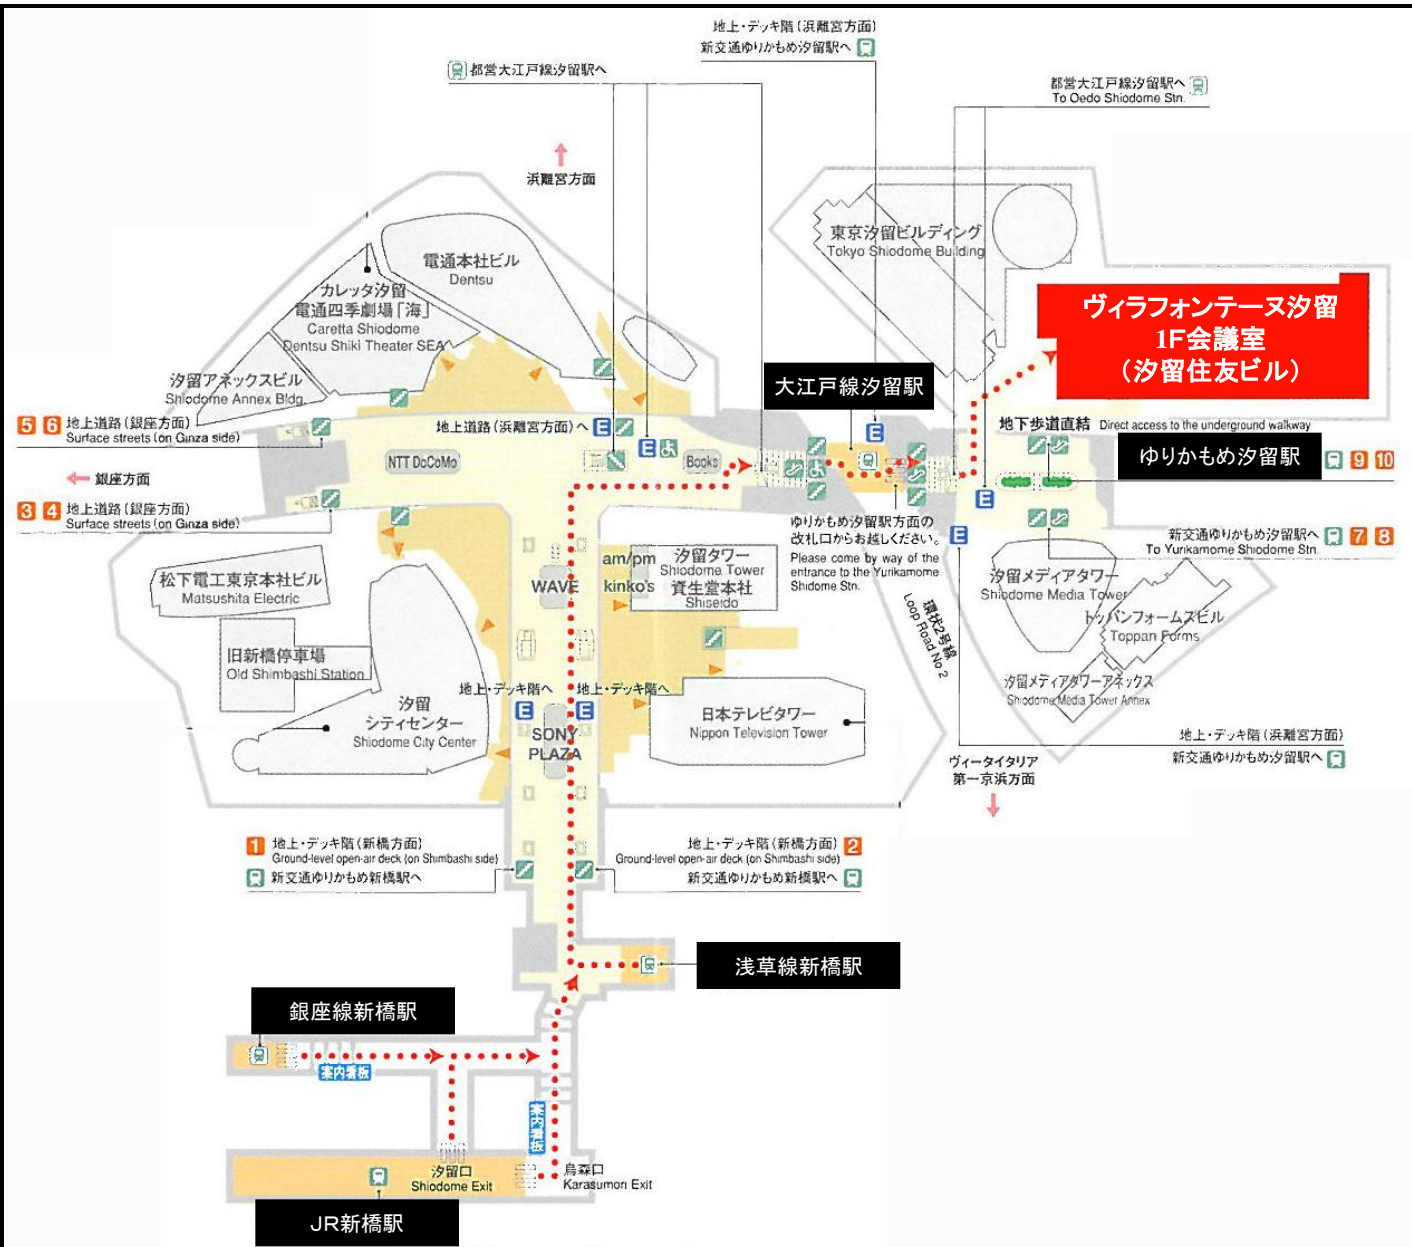 地上・デッキ階(浜離宮方面)
新交通ゆりかもめ汐留駅へ
都営大江戸線汐留駅へ
都営大江戸線汐留駅へ
To Oedo Shiodome Stn.
浜離宮方面
東京汐留ビルディング
Tokyo Shiodome Building
電通本社ビル
Dentsu
カレッタ汐留
電通四季劇場「海」
Caretta Shiodome
Dentsu Shiki Theater SEA
ヴィラフォンテーヌ汐留
1F会議室
(汐留住友ビル)
汐留アネックスビル
Shiodome Annex Bldg.
大江戸線汐留駅
5 6 地上道路(銀座方面)
Surface streets (on Ginza side)
地上道路(浜離宮方面)へ E
E
E
地下歩道直結 Direct access to the underground walkway
NTT DoCoMo
Books
ゆりかもめ汐留駅
9 10
銀座方面
E
3 4 地上道路(銀座方面)
Surface streets (on Ginza side)
ゆりかもめ汐留駅方面の
改札口からお越しください。
Please come by way of the
entrance to the Yurikamome
Shidome Stn.
E
新交通ゆりかもめ汐留駅へ
To Yurikamome Shiodome Stn.
7 8
松下電工東京本社ビル
Matsushita Electric
WAVE
am/pm
kinko's
汐留タワー
Shiodome Tower
資生堂本社
Shiseido
環状2号線
Loop Road No 2
汐留メディアタワー
Shiodome Media Tower
トッパンフォームズビル
Toppan Forms
旧新橋停車場
Old Shimbashi Station
汐留メディアタワーアネックス
Shiodome Media Tower Annex
地上・デッキ階へ
E
地上・デッキ階へ
E
汐留
シティセンター
Shiodome City Center
SONY
PLAZA
日本テレビタワー
Nippon Television Tower
地上・デッキ階(浜離宮方面)
新交通ゆりかもめ汐留駅へ
ヴィータイタリア
第一京浜方面
1 地上・デッキ階(新橋方面)
Ground-level open-air deck (on Shimbashi side)
新交通ゆりかもめ新橋駅へ
地上・デッキ階(新橋方面) 2
Ground-level open-air deck (on Shimbashi side)
新交通ゆりかもめ新橋駅へ
浅草線新橋駅
銀座線新橋駅
案内看板
案内看板
汐留口
Shiodome Exit
烏森口
Karasumori Exit
JR新橋駅